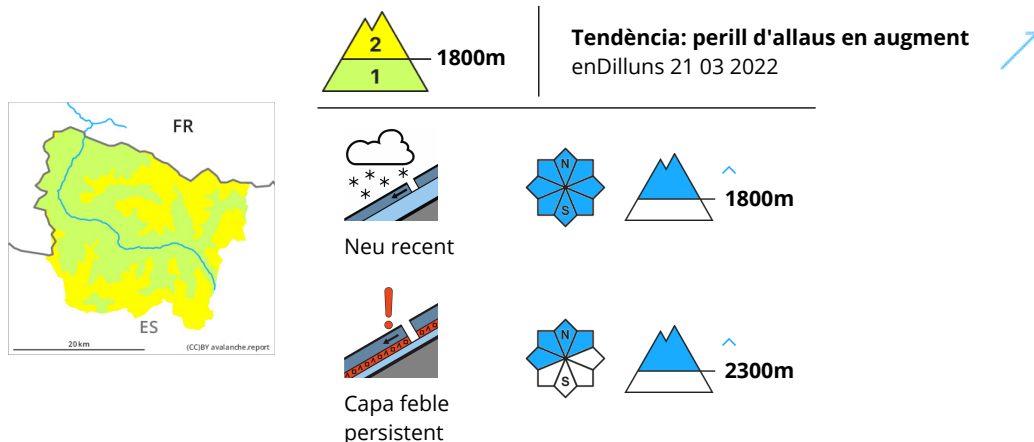 2
1
1800m
Tendència: perill d'allaus en augment
enDilluns 21 03 2022
FR
ES
20 km
(CC)BY avalanche.report
N
S
1800m
Neu recent
N
S
2300m
Capa feble
persistent